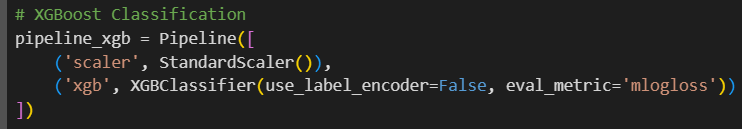 # XGBoost Classification
pipeline_xgb = Pipeline([
    ('scaler', StandardScaler()),
    ('xgb', XGBClassifier(use_label_encoder=False, eval_metric='mlogloss'))
])